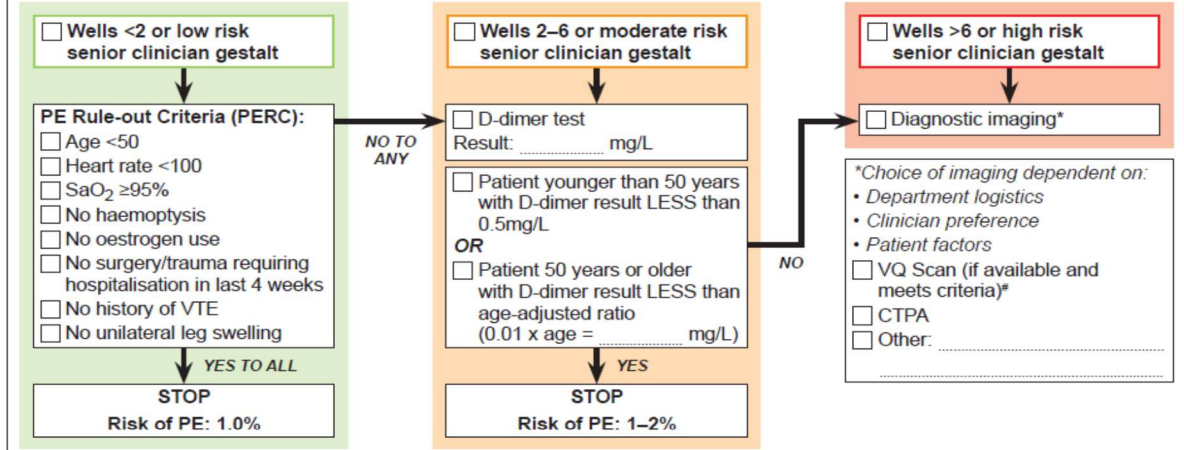 Wells <2 or low risk
senior clinician gestalt
PE Rule-out Criteria (PERC):
Age <50
Heart rate <100
SaO2 ≥95%
No haemoptysis
No oestrogen use
No surgery/trauma requiring
hospitalisation in last 4 weeks
No history of VTE
No unilateral leg swelling
YES TO ALL
STOP
Risk of PE: 1.0%
NO TO
ANY
Wells 2–6 or moderate risk
senior clinician gestalt
D-dimer test
Result: ............... mg/L
Patient younger than 50 years
with D-dimer result LESS than
0.5mg/L
OR
Patient 50 years or older
with D-dimer result LESS than
age-adjusted ratio
(0.01 x age = ............... mg/L)
YES
STOP
Risk of PE: 1–2%
NO
Wells >6 or high risk
senior clinician gestalt
Diagnostic imaging*
*Choice of imaging dependent on:
• Department logistics
• Clinician preference
• Patient factors
VQ Scan (if available and
meets criteria)#
CTPA
Other: ...............